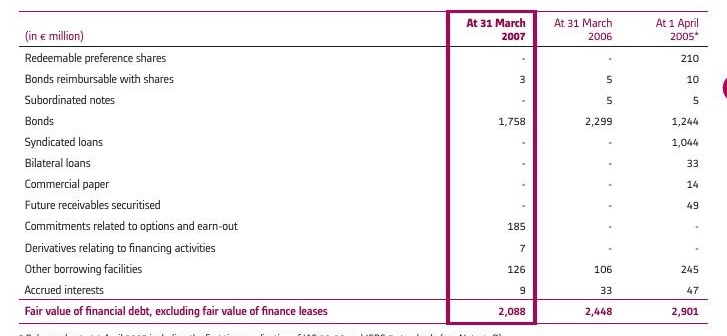 At 31 March At 31 March At 1 April
(in € million) 2007 2006 2005*
Redeemable preference shares - - 210
Bonds reimbursable with shares 3 5 10
Subordinated notes - 5 5
Bonds 1,758 2,299 1,244
Syndicated loans - - 1,044
Bilateral loans - - 33
Commercial paper - - 14
Future receivables securitised - - 49
Commitments related to options and earn-out 185 - -
Derivatives relating to financing activities 7 - -
Other borrowing facilities 126 106 245
Accrued interests 9 33 47
Fair value of financial debt, excluding fair value of finance leases 2,088 2,448 2,901